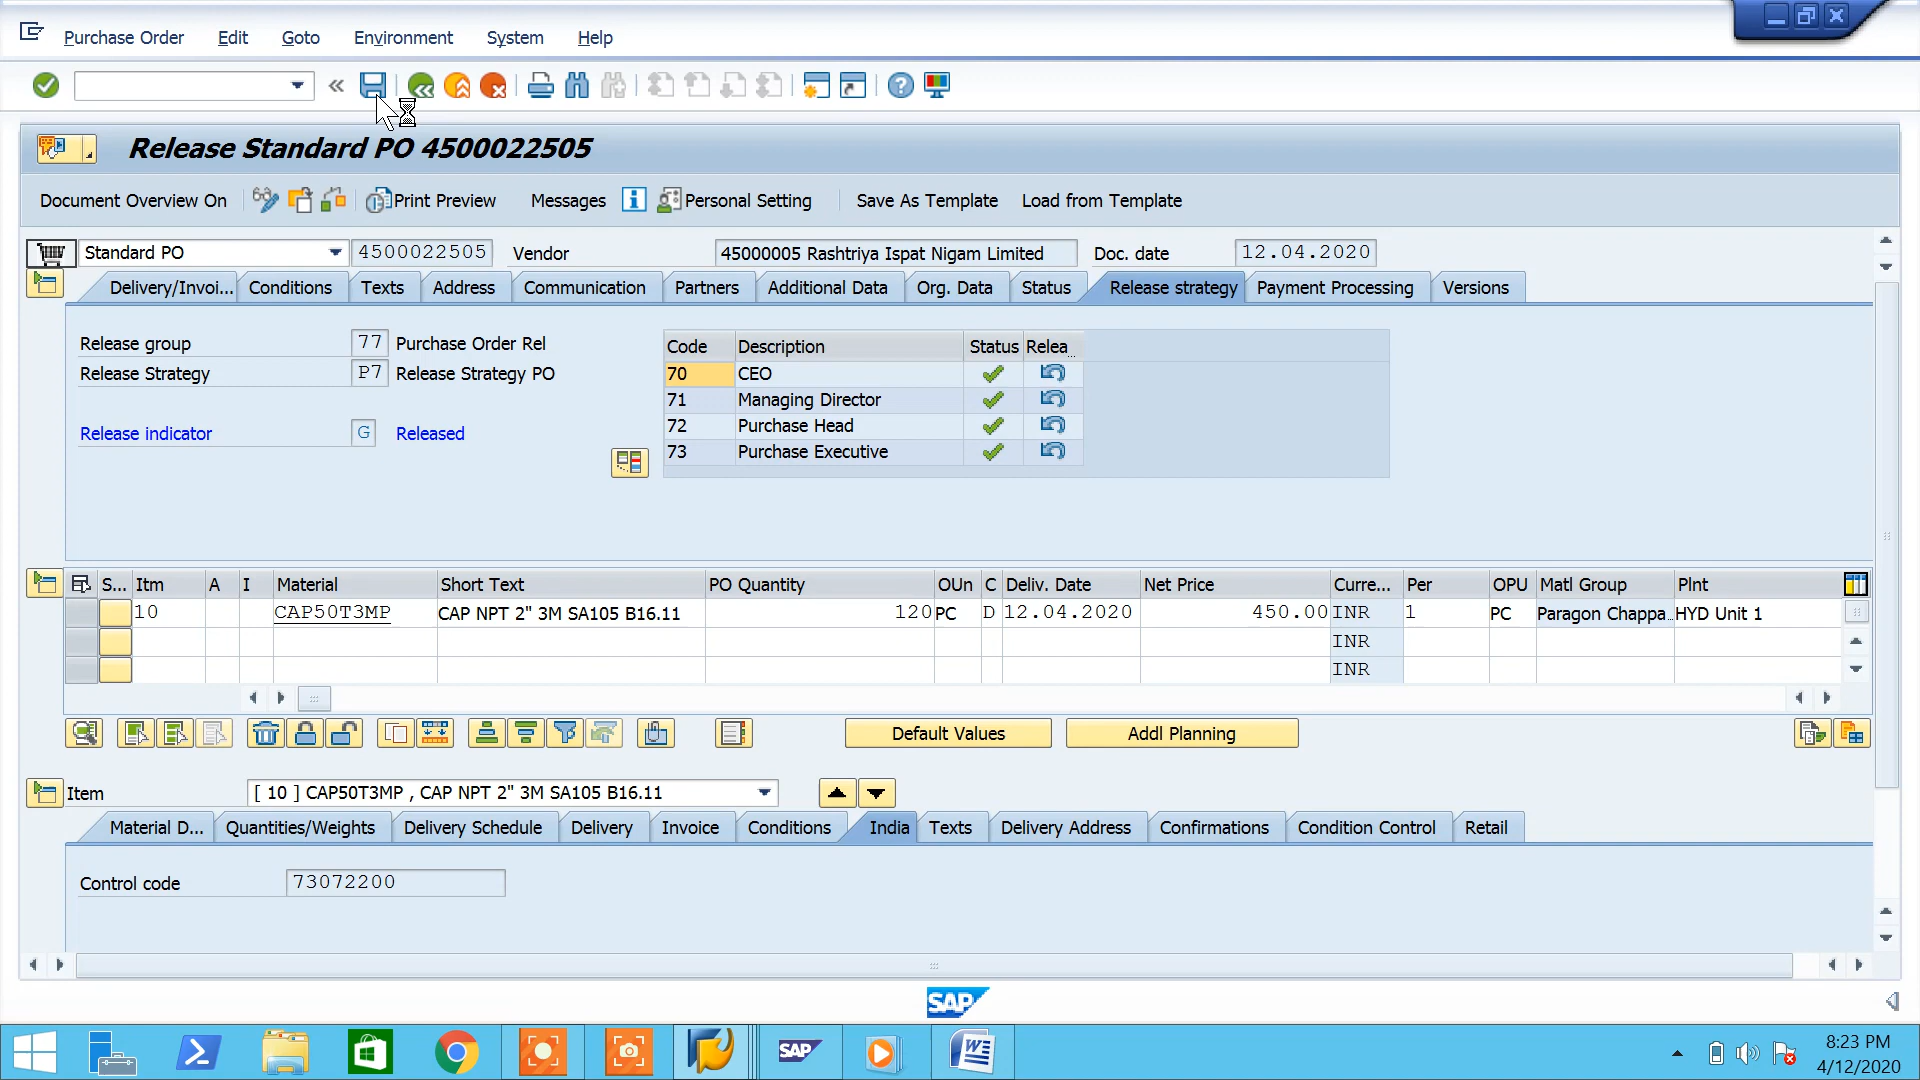 Purchase Order Edit Goto Environment System Help
Release Standard PO 4500022505
Document Overview On Print Preview Messages Personal Setting Save As Template Load from Template
Standard PO 4500022505 Vendor 45000005 Rashtriya Ispat Nigam Limited Doc. date 12.04.2020
Delivery/Invoi... Conditions Texts Address Communication Partners Additional Data Org. Data Status Release strategy Payment Processing Versions
Release group 77 Purchase Order Rel
Release Strategy P7 Release Strategy PO
Release indicator G Released
Code Description Status Relea...
70 CEO
71 Managing Director
72 Purchase Head
73 Purchase Executive
S... Itm A I Material Short Text PO Quantity OUn C Deliv. Date Net Price Curre... Per OPU Matl Group Plnt
10 CAP50T3MP CAP NPT 2" 3M SA105 B16.11 120 PC D 12.04.2020 450.00 INR 1 PC Paragon Chappa... HYD Unit 1
INR
INR
Default Values Addl Planning
Item [ 10 ] CAP50T3MP , CAP NPT 2" 3M SA105 B16.11
Material D... Quantities/Weights Delivery Schedule Delivery Invoice Conditions India Texts Delivery Address Confirmations Condition Control Retail
Control code 73072200
SAP
SAP
8:23 PM
4/12/2020